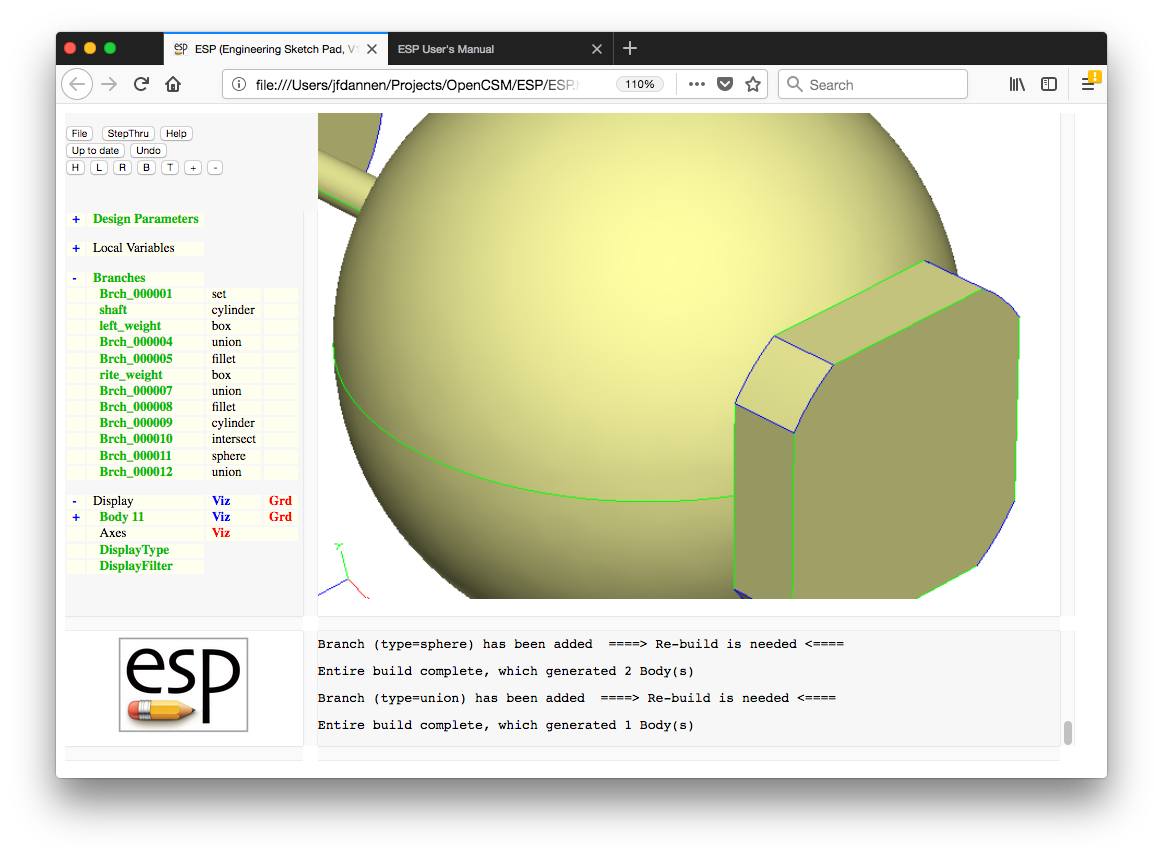 esp ESP (Engineering Sketch Pad, V1 ESP User's Manual
file:///Users/jfdannen/Projects/OpenCSM/ESP/ESP. 110% Search
File StepThru Help
Up to date Undo
H L R B T + -
+ Design Parameters
+ Local Variables
- Branches
Brch_000001 set
shaft cylinder
left_weight box
Brch_000004 union
Brch_000005 fillet
rite_weight box
Brch_000007 union
Brch_000008 fillet
Brch_000009 cylinder
Brch_000010 intersect
Brch_000011 sphere
Brch_000012 union
- Display Viz Grd
+ Body 11 Viz Grd
Axes Viz
DisplayType
DisplayFilter
esp
Branch (type=sphere) has been added ====> Re-build is needed <====
Entire build complete, which generated 2 Body(s)
Branch (type=union) has been added ====> Re-build is needed <====
Entire build complete, which generated 1 Body(s)